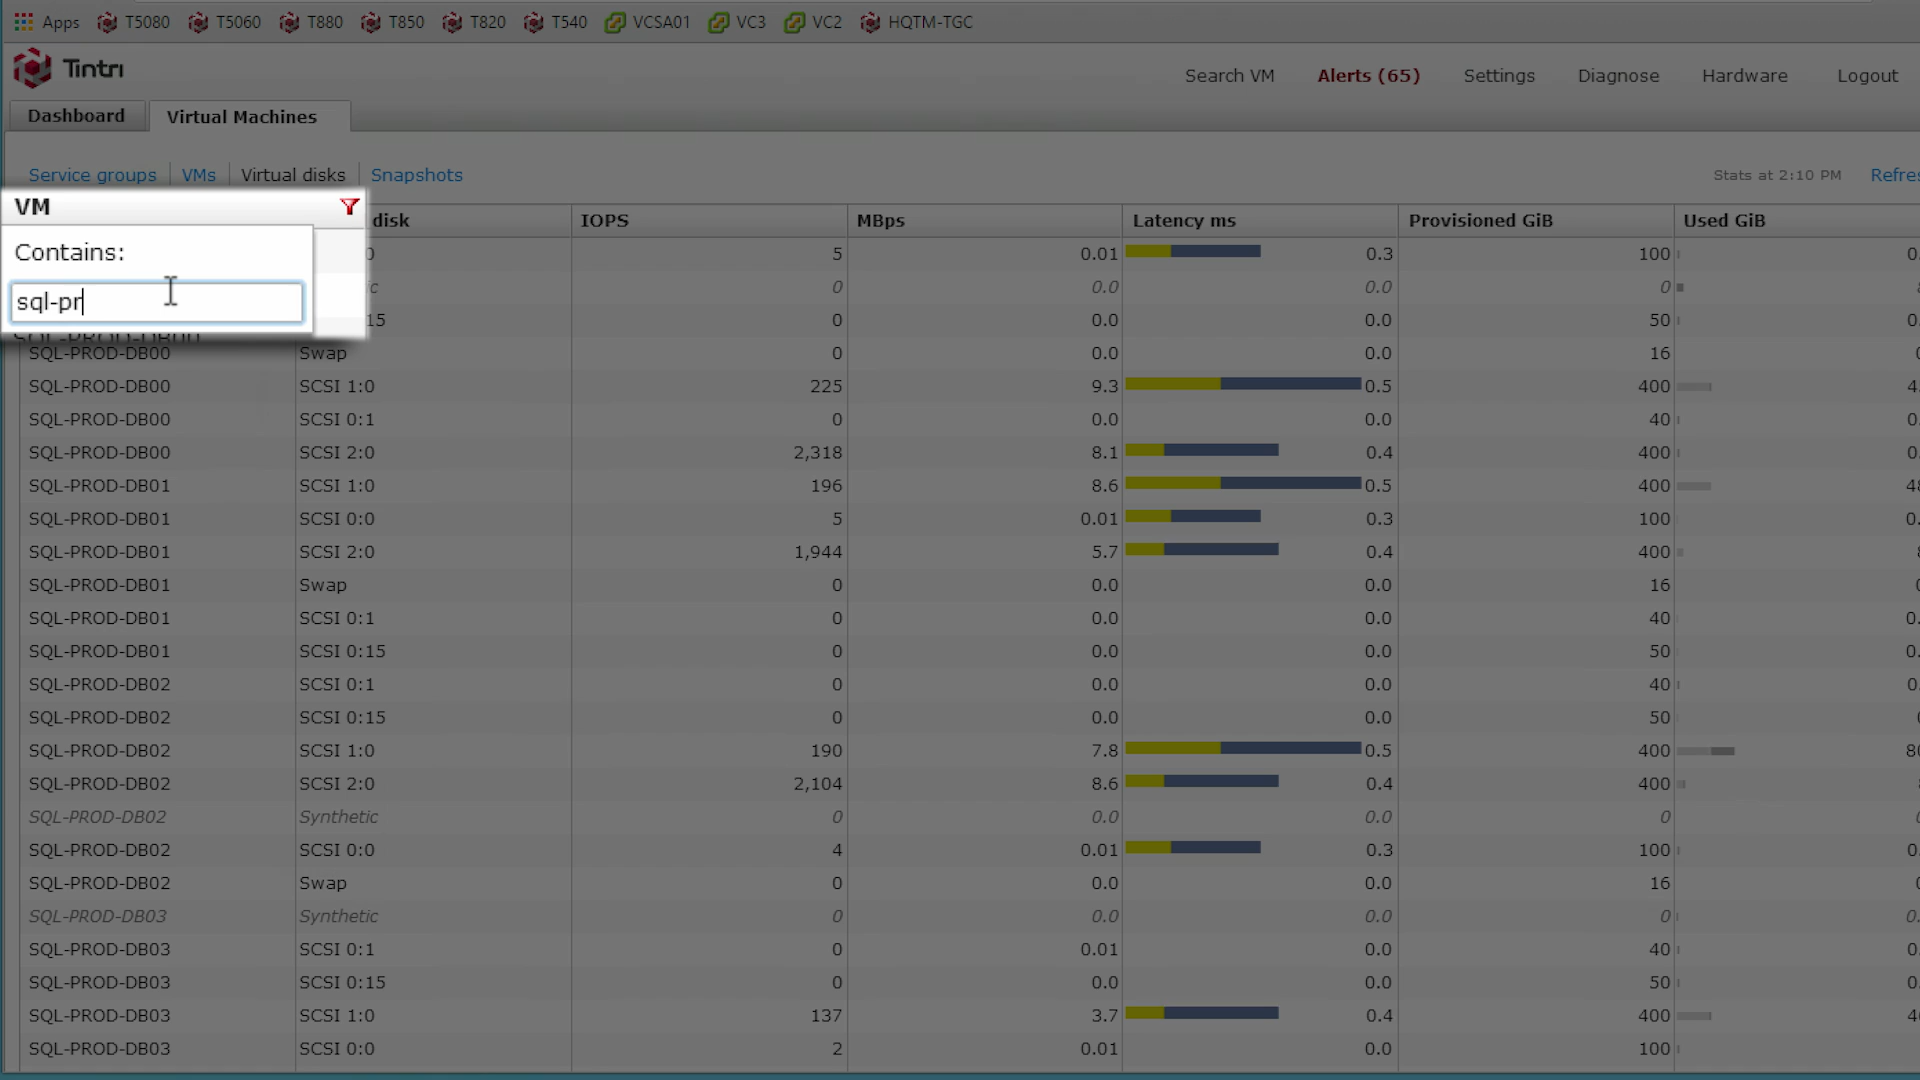 Apps T5080 T5060 T880 T850 T820 T540 VCSA01 VC3 VC2 HQTM-TGC
Tintri
Search VM Alerts (65) Settings Diagnose Hardware Logout
Dashboard Virtual Machines
Service groups VMs Virtual disks Snapshots Stats at 2:10 PM
VM disk IOPS MBps Latency ms Provisioned GiB Used GiB
Contains:
sql-pr
5 0.01 0.3 100
0 0.0 0.0 0
15 0 0.0 0.0 50
SQL-PROD-DB00 Swap 0 0.0 0.0 16
SQL-PROD-DB00 SCSI 1:0 225 9.3 0.5 400
SQL-PROD-DB00 SCSI 0:1 0 0.0 0.0 40
SQL-PROD-DB00 SCSI 2:0 2,318 8.1 0.4 400
SQL-PROD-DB01 SCSI 1:0 196 8.6 0.5 400
SQL-PROD-DB01 SCSI 0:0 5 0.01 0.3 100
SQL-PROD-DB01 SCSI 2:0 1,944 5.7 0.4 400
SQL-PROD-DB01 Swap 0 0.0 0.0 16
SQL-PROD-DB01 SCSI 0:1 0 0.0 0.0 40
SQL-PROD-DB01 SCSI 0:15 0 0.0 0.0 50
SQL-PROD-DB02 SCSI 0:1 0 0.0 0.0 40
SQL-PROD-DB02 SCSI 0:15 0 0.0 0.0 50
SQL-PROD-DB02 SCSI 1:0 190 7.8 0.5 400
SQL-PROD-DB02 SCSI 2:0 2,104 8.6 0.4 400
SQL-PROD-DB02 Synthetic 0 0.0 0.0 0
SQL-PROD-DB02 SCSI 0:0 4 0.01 0.3 100
SQL-PROD-DB02 Swap 0 0.0 0.0 16
SQL-PROD-DB03 Synthetic 0 0.0 0.0 0
SQL-PROD-DB03 SCSI 0:1 0 0.01 0.0 40
SQL-PROD-DB03 SCSI 0:15 0 0.0 0.0 50
SQL-PROD-DB03 SCSI 1:0 137 3.7 0.4 400
SQL-PROD-DB03 SCSI 0:0 2 0.01 0.0 100